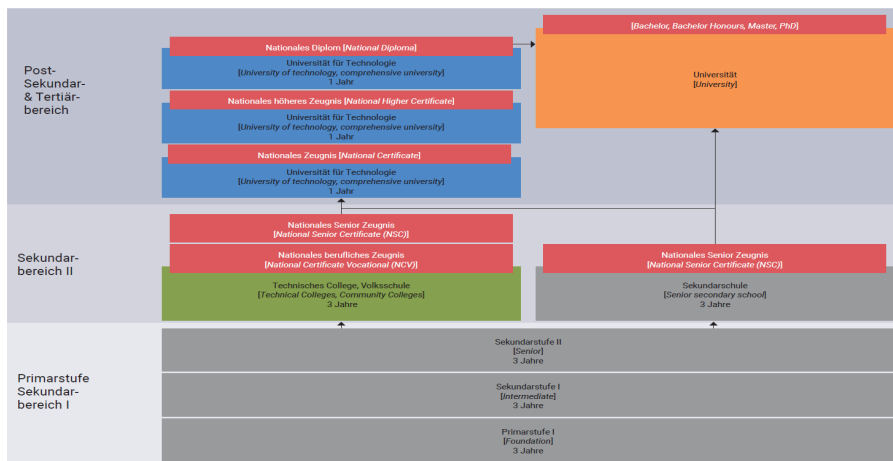 Post-
Sekundar-
& Tertiär-
bereich
Nationales Diplom [National Diploma]
Universität für Technologie
[University of technology, comprehensive university]
1 Jahr
Nationales höheres Zeugnis [National Higher Certificate]
Universität für Technologie
[University of technology, comprehensive university]
1 Jahr
Nationales Zeugnis [National Certificate]
Universität für Technologie
[University of technology, comprehensive university]
1 Jahr
[Bachelor, Bachelor Honours, Master, PhD]
Universität
[University]
Sekundar-
bereich II
Nationales Senior Zeugnis
[National Senior Certificate (NSC)]
Nationales berufliches Zeugnis
[National Certificate Vocational (NCV)]
Technisches College, Volksschule
[Technical Colleges, Community Colleges]
3 Jahre
Nationales Senior Zeugnis
[National Senior Certificate (NSC)]
Sekundarschule
[Senior secondary school]
3 Jahre
Primarstufe
Sekundar-
bereich I
Sekundarstufe II
[Senior]
3 Jahre
Sekundarstufe I
[Intermediate]
3 Jahre
Primarstufe I
[Foundation]
3 Jahre